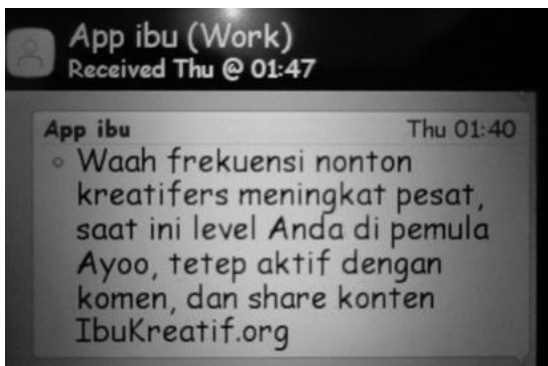 App ibu (Work)
Received Thu @ 01:47
App ibu
Thu 01:40
Waah frekuensi nonton
kreatifers meningkat pesat,
saat ini level Anda di pemula
Ayoo, tetep aktif dengan
komen, dan share konten
IbuKreatif.org